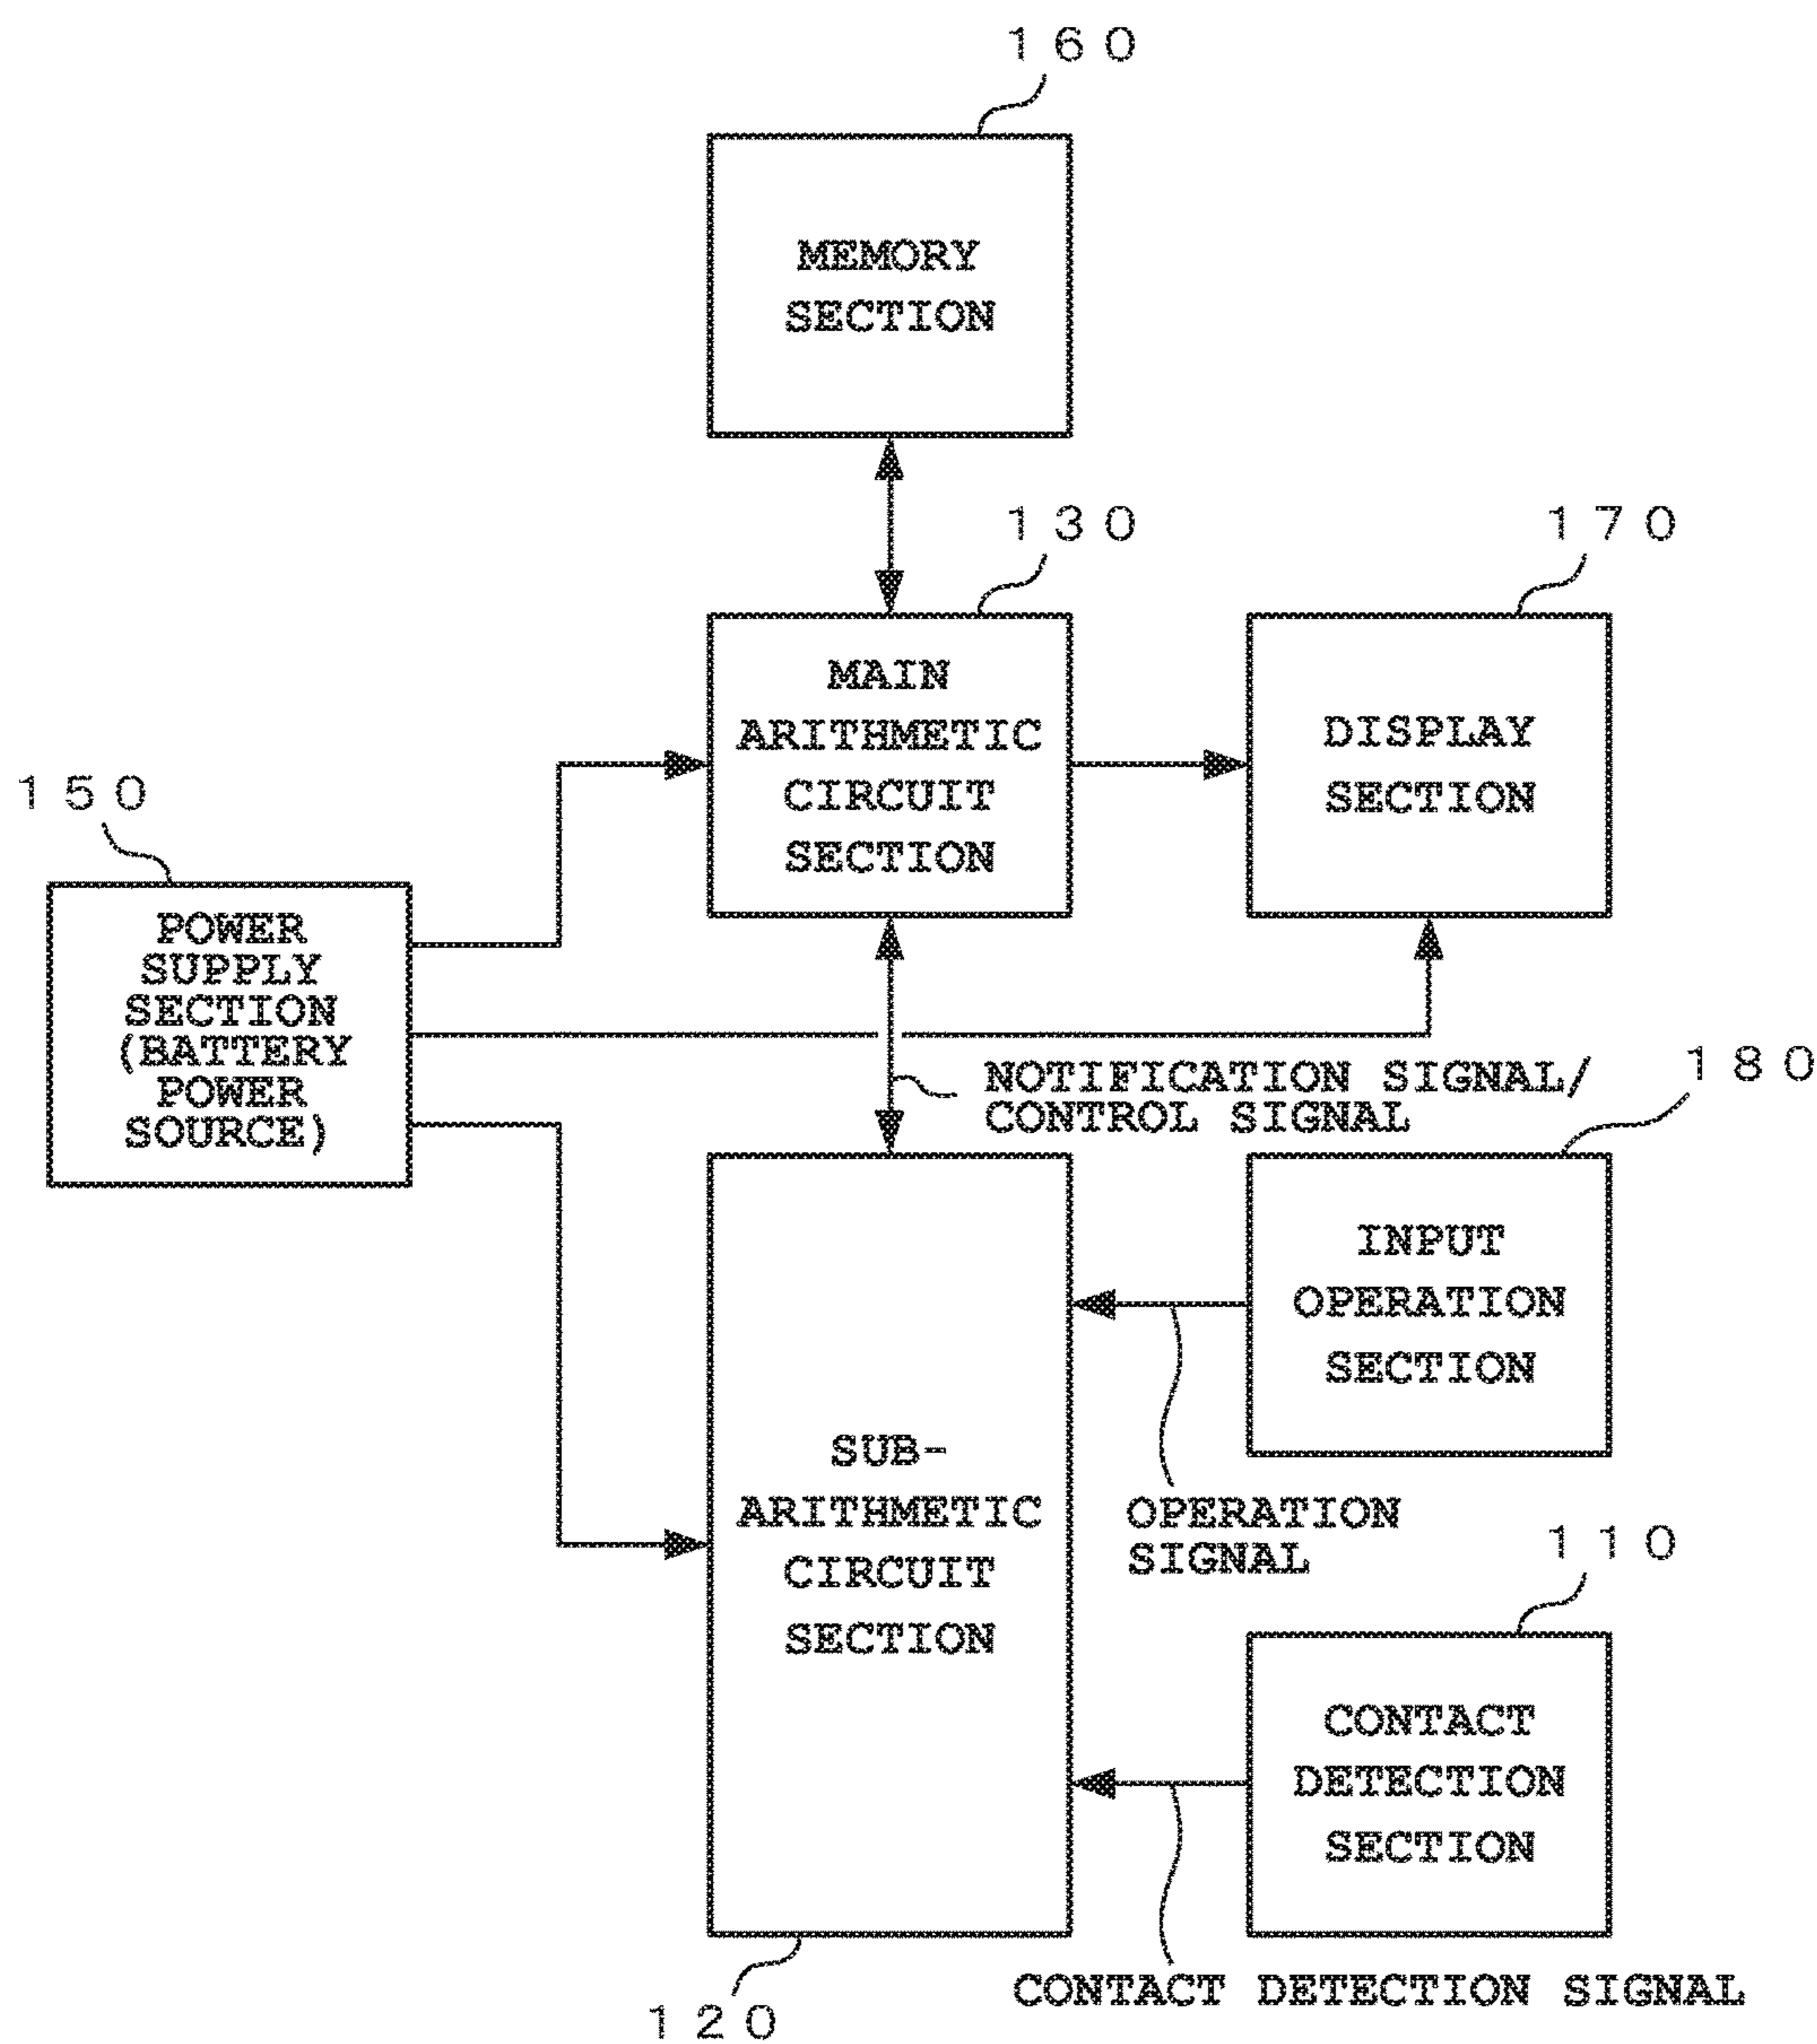 160
MEMORY
SECTION
130
170
MAIN
ARITHMETIC
CIRCUIT
SECTION
DISPLAY
SECTION
150
POWER
SUPPLY
SECTION
(BATTERY
POWER
SOURCE)
NOTIFICATION SIGNAL/
CONTROL SIGNAL
180
INPUT
OPERATION
SECTION
SUB-
ARITHMETIC
CIRCUIT
SECTION
OPERATION
SIGNAL
110
CONTACT
DETECTION
SECTION
CONTACT DETECTION SIGNAL
120